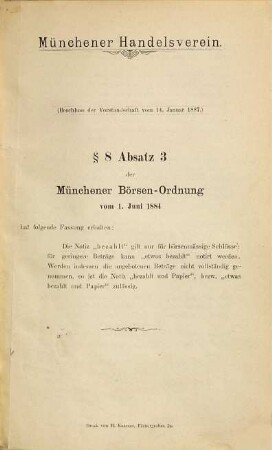 Münchener Handelsverein.
(Beschluss der Vorstandschaft vom 14. Januar 1887.)
§ 8 Absatz 3
der
Münchener Börsen-Ordnung
vom 1. Juni 1884
hat folgende Fassung erhalten:
Die Notiz „bezahlt" gilt nur für börsenmässige Schlüsse;
für geringere Beträge kann „etwas bezahlt" notirt werden.
Werden indessen die angebotenen Beträge nicht vollständig ge-
nommen, so ist die Notiz „bezahlt und Papier", bezw. „etwas
bezahlt und Papier" zulässig.
Druck von H.